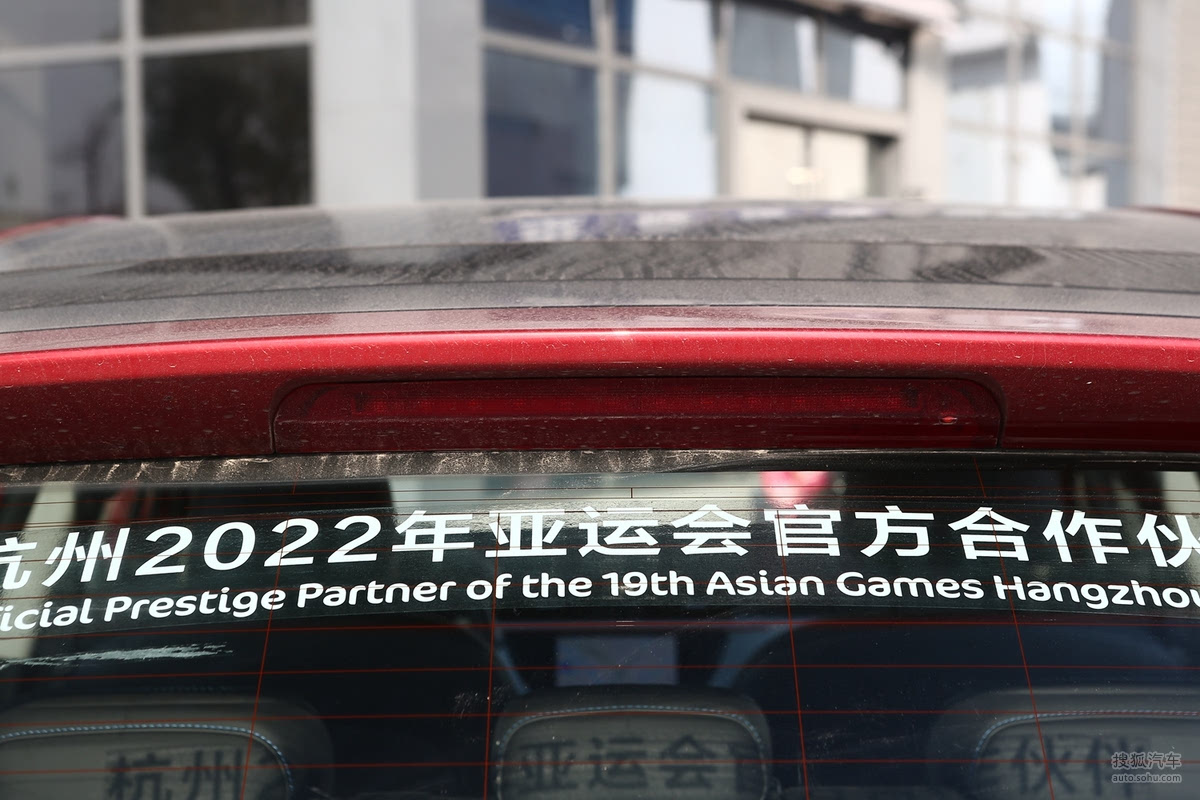 杭州2022年亚运会官方合作伙
icial Prestige Partner of the 19th Asian Games Hangzhou
杭州
亚运会
伙伴
搜狐汽车
auto.sohu.com